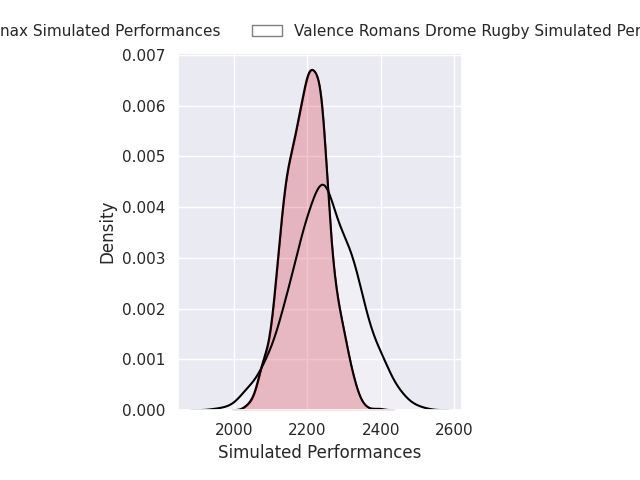 nax Simulated Performances
Valence Romans Drome Rugby Simulated Per
0.007
0.006
0.005
0.004
0.003
0.002
0.001
0.000
Density
2000 2200 2400 2600
Simulated Performances